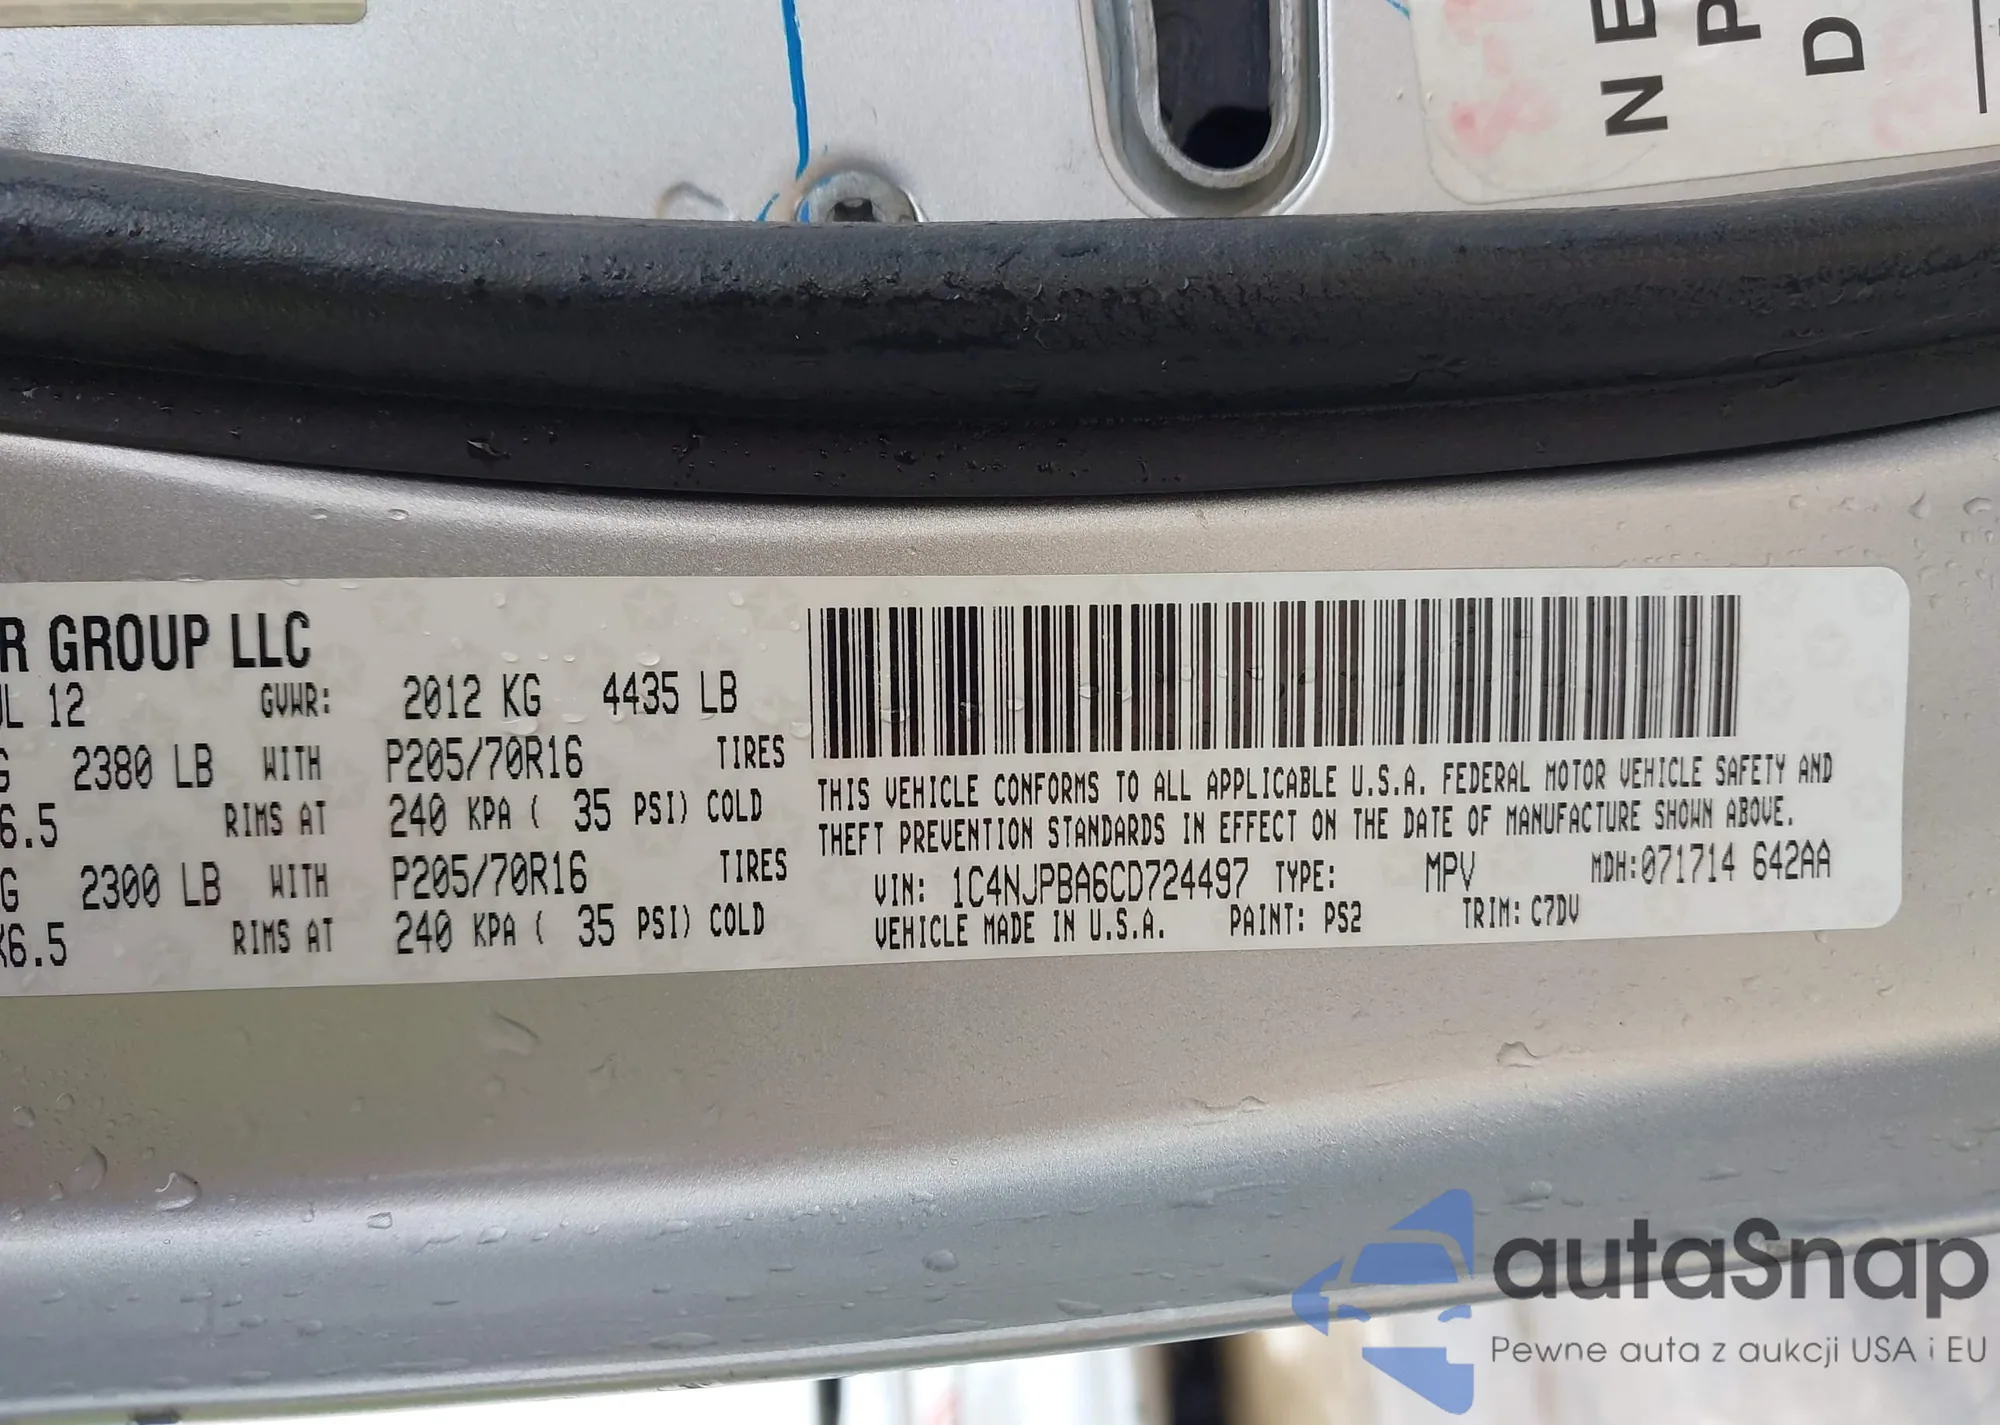 N E
P
D
R GROUP LLC
UL 12 GVWR: 2012 KG 4435 LB
G 2380 LB WITH P205/70R16 TIRES
6.5 RIMS AT 240 KPA ( 35 PSI) COLD
G 2300 LB WITH P205/70R16 TIRES
X6.5 RIMS AT 240 KPA ( 35 PSI) COLD
THIS VEHICLE CONFORMS TO ALL APPLICABLE U.S.A. FEDERAL MOTOR VEHICLE SAFETY AND
THEFT PREVENTION STANDARDS IN EFFECT ON THE DATE OF MANUFACTURE SHOWN ABOVE.
VIN: 1C4NJPBA6CD724497 TYPE: MPV MDH:071714 642AA
VEHICLE MADE IN U.S.A. PAINT: PS2 TRIM: C7DV
autaSnap
Pewne auta z aukcji USA i EU